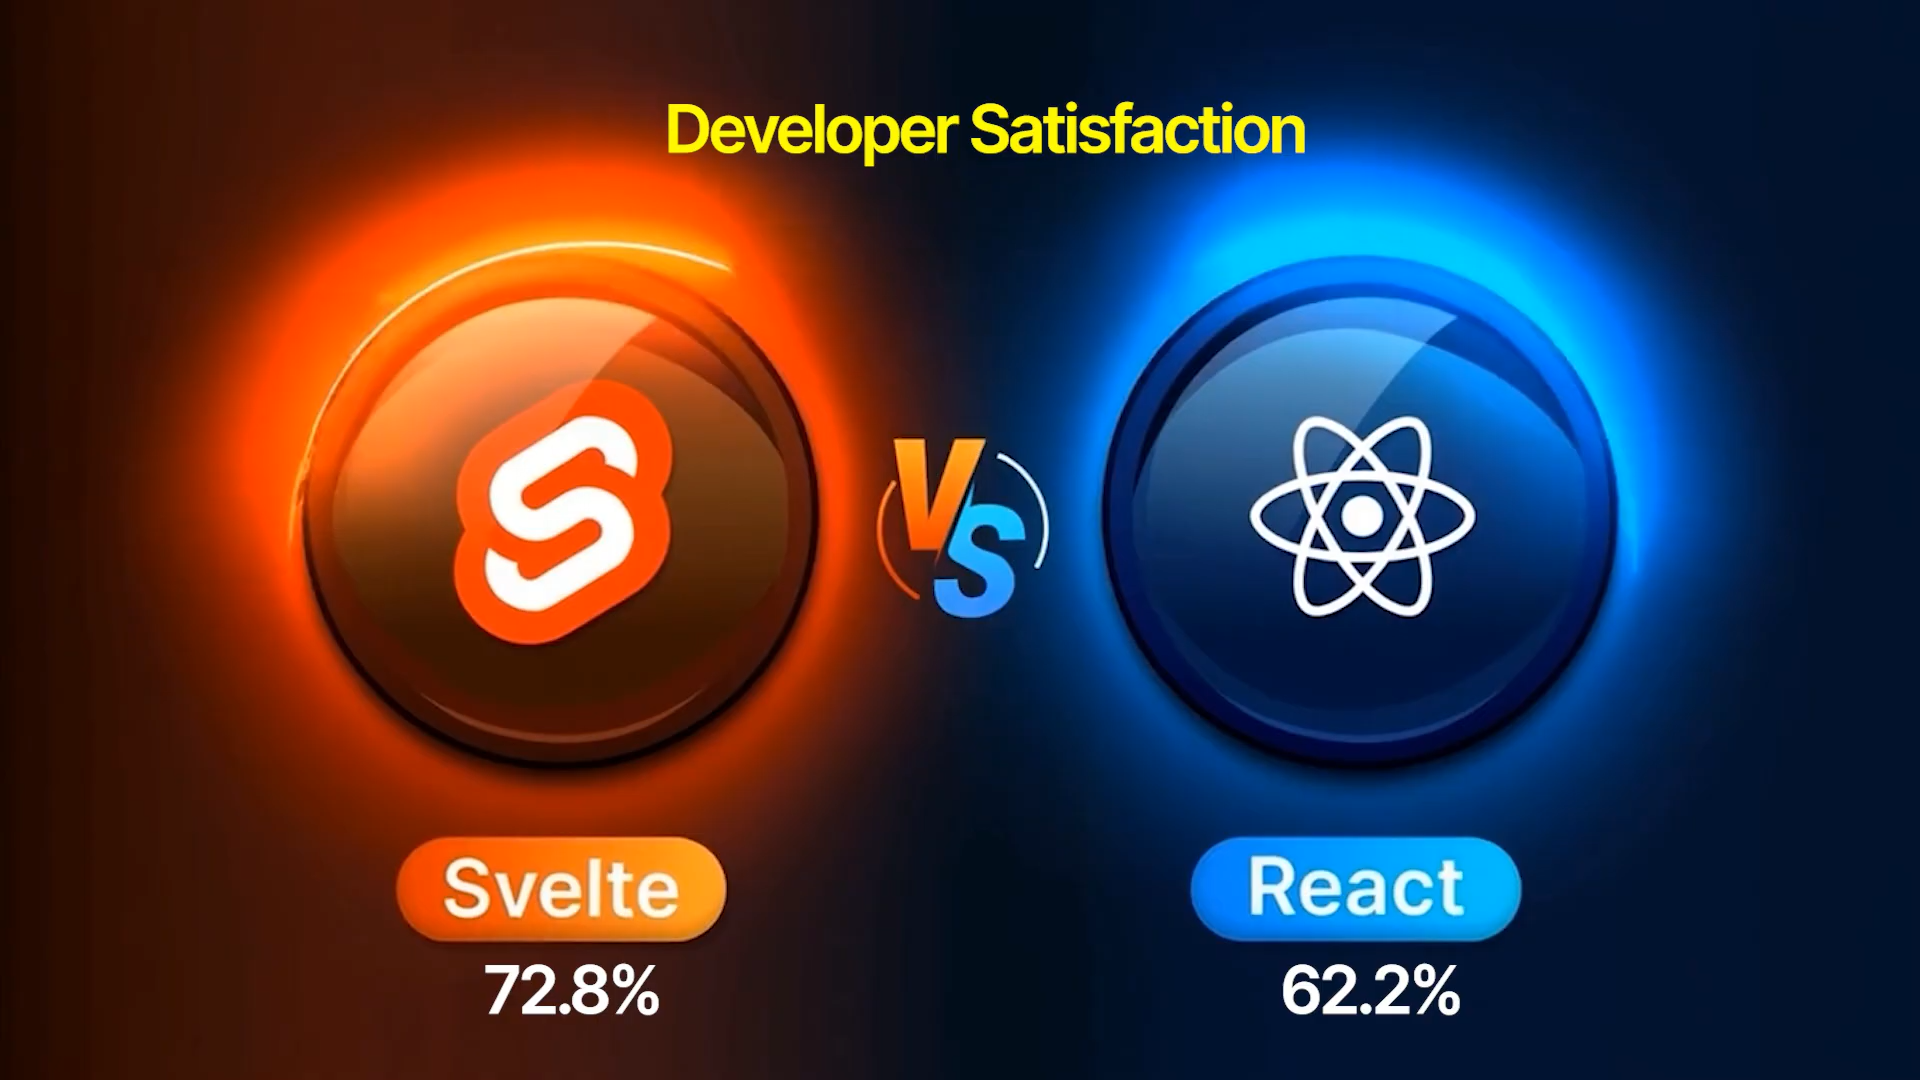 Developer Satisfaction
VS
Svelte
React
72.8%
62.2%